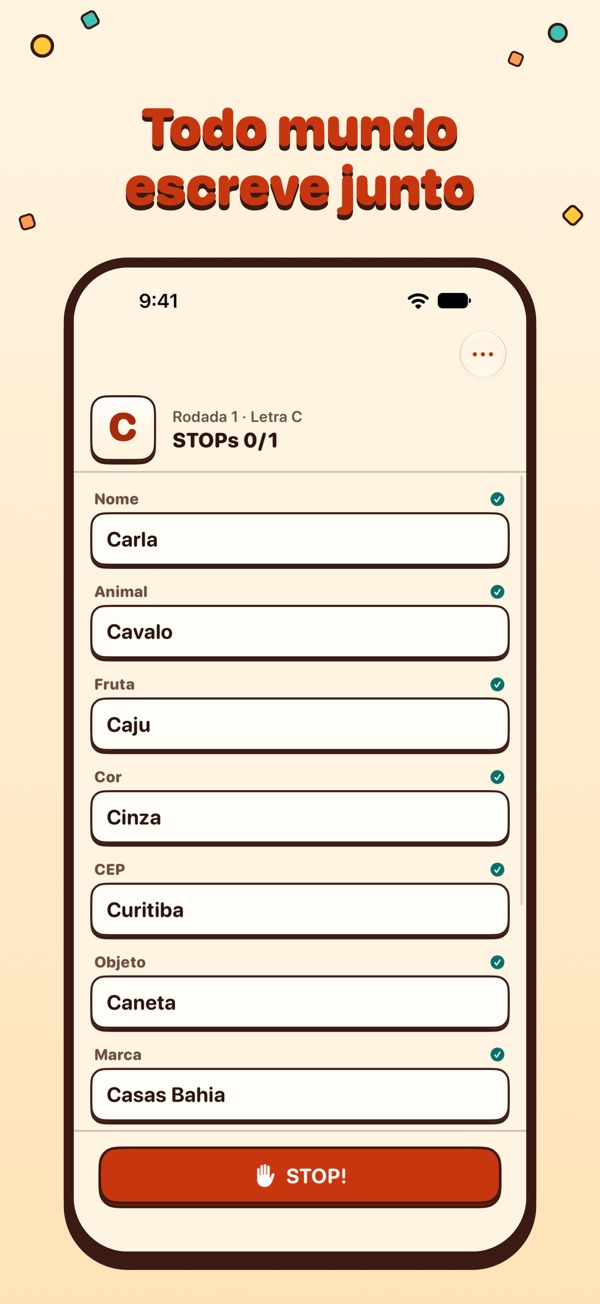 Todo mundo
escreve junto
9:41
C
Rodada 1 · Letra C
STOPs 0/1
Nome
Carla
Animal
Cavalo
Fruta
Caju
Cor
Cinza
CEP
Curitiba
Objeto
Caneta
Marca
Casas Bahia
STOP!